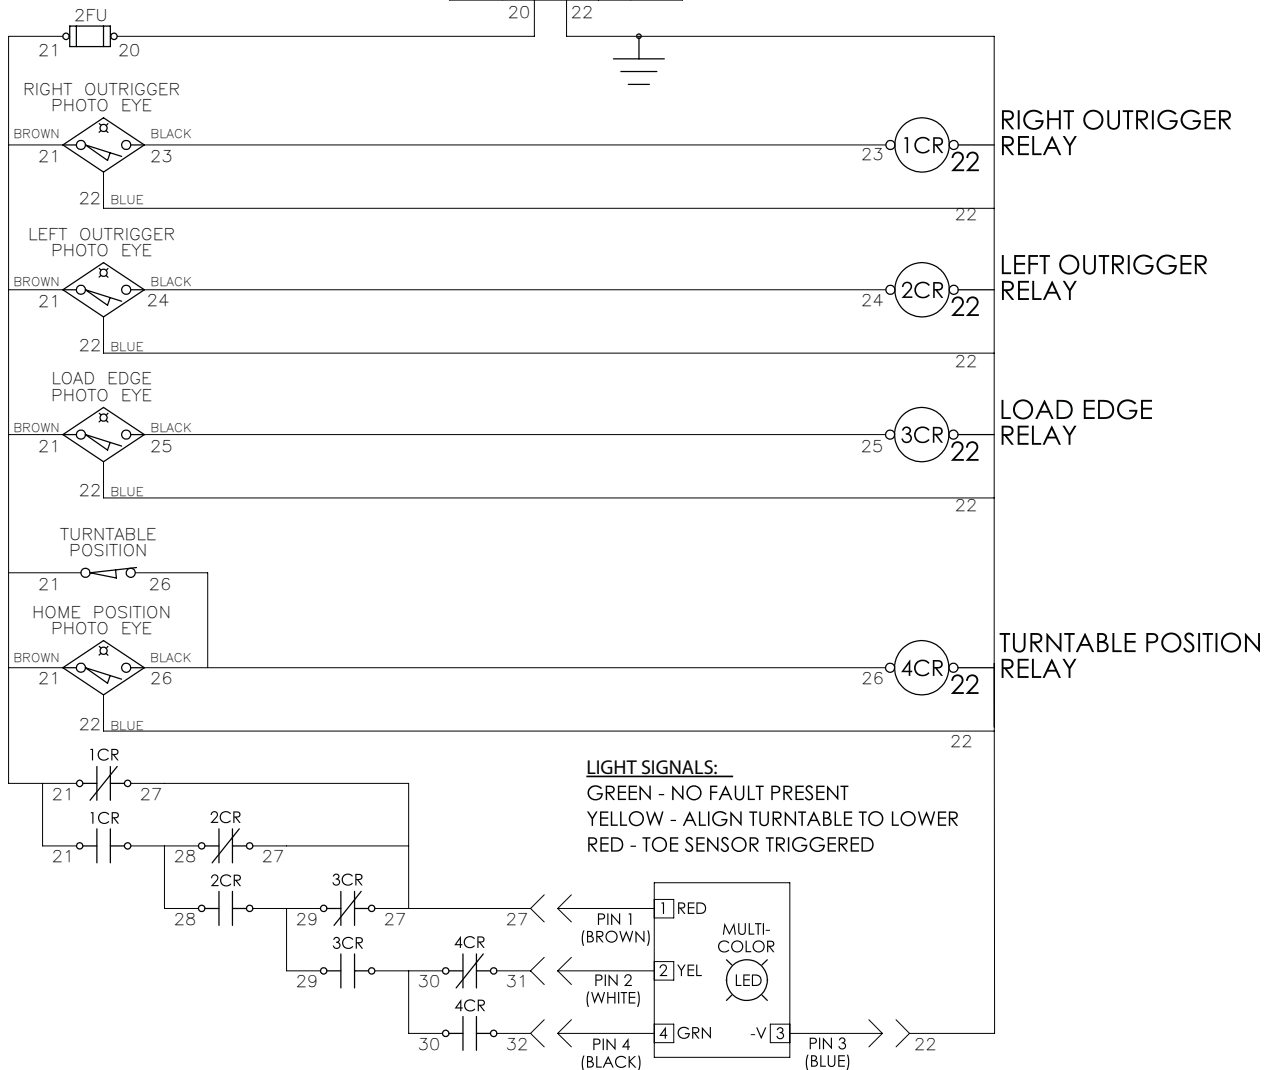 20 22
2FU
21 20
RIGHT OUTRIGGER
PHOTO EYE
BROWN BLACK
21 23
23 1CR 22
RIGHT OUTRIGGER
RELAY
22 BLUE
22
LEFT OUTRIGGER
PHOTO EYE
BROWN BLACK
21 24
24 2CR 22
LEFT OUTRIGGER
RELAY
22 BLUE
22
LOAD EDGE
PHOTO EYE
BROWN BLACK
21 25
25 3CR 22
LOAD EDGE
RELAY
22 BLUE
22
TURNTABLE
POSITION
21 26
HOME POSITION
PHOTO EYE
BROWN BLACK
21 26
26 4CR 22
TURNTABLE POSITION
RELAY
22 BLUE
22
1CR
21 27
1CR
21
2CR
28 27
2CR
28
3CR
29 27
27
3CR
29
4CR
30 31
4CR
30 32
LIGHT SIGNALS:
GREEN - NO FAULT PRESENT
YELLOW - ALIGN TURNTABLE TO LOWER
RED - TOE SENSOR TRIGGERED
PIN 1
(BROWN)
1 RED
PIN 2
(WHITE)
2 YEL
PIN 4
(BLACK)
4 GRN
MULTI-
COLOR
LED
-V 3
PIN 3
(BLUE)
22